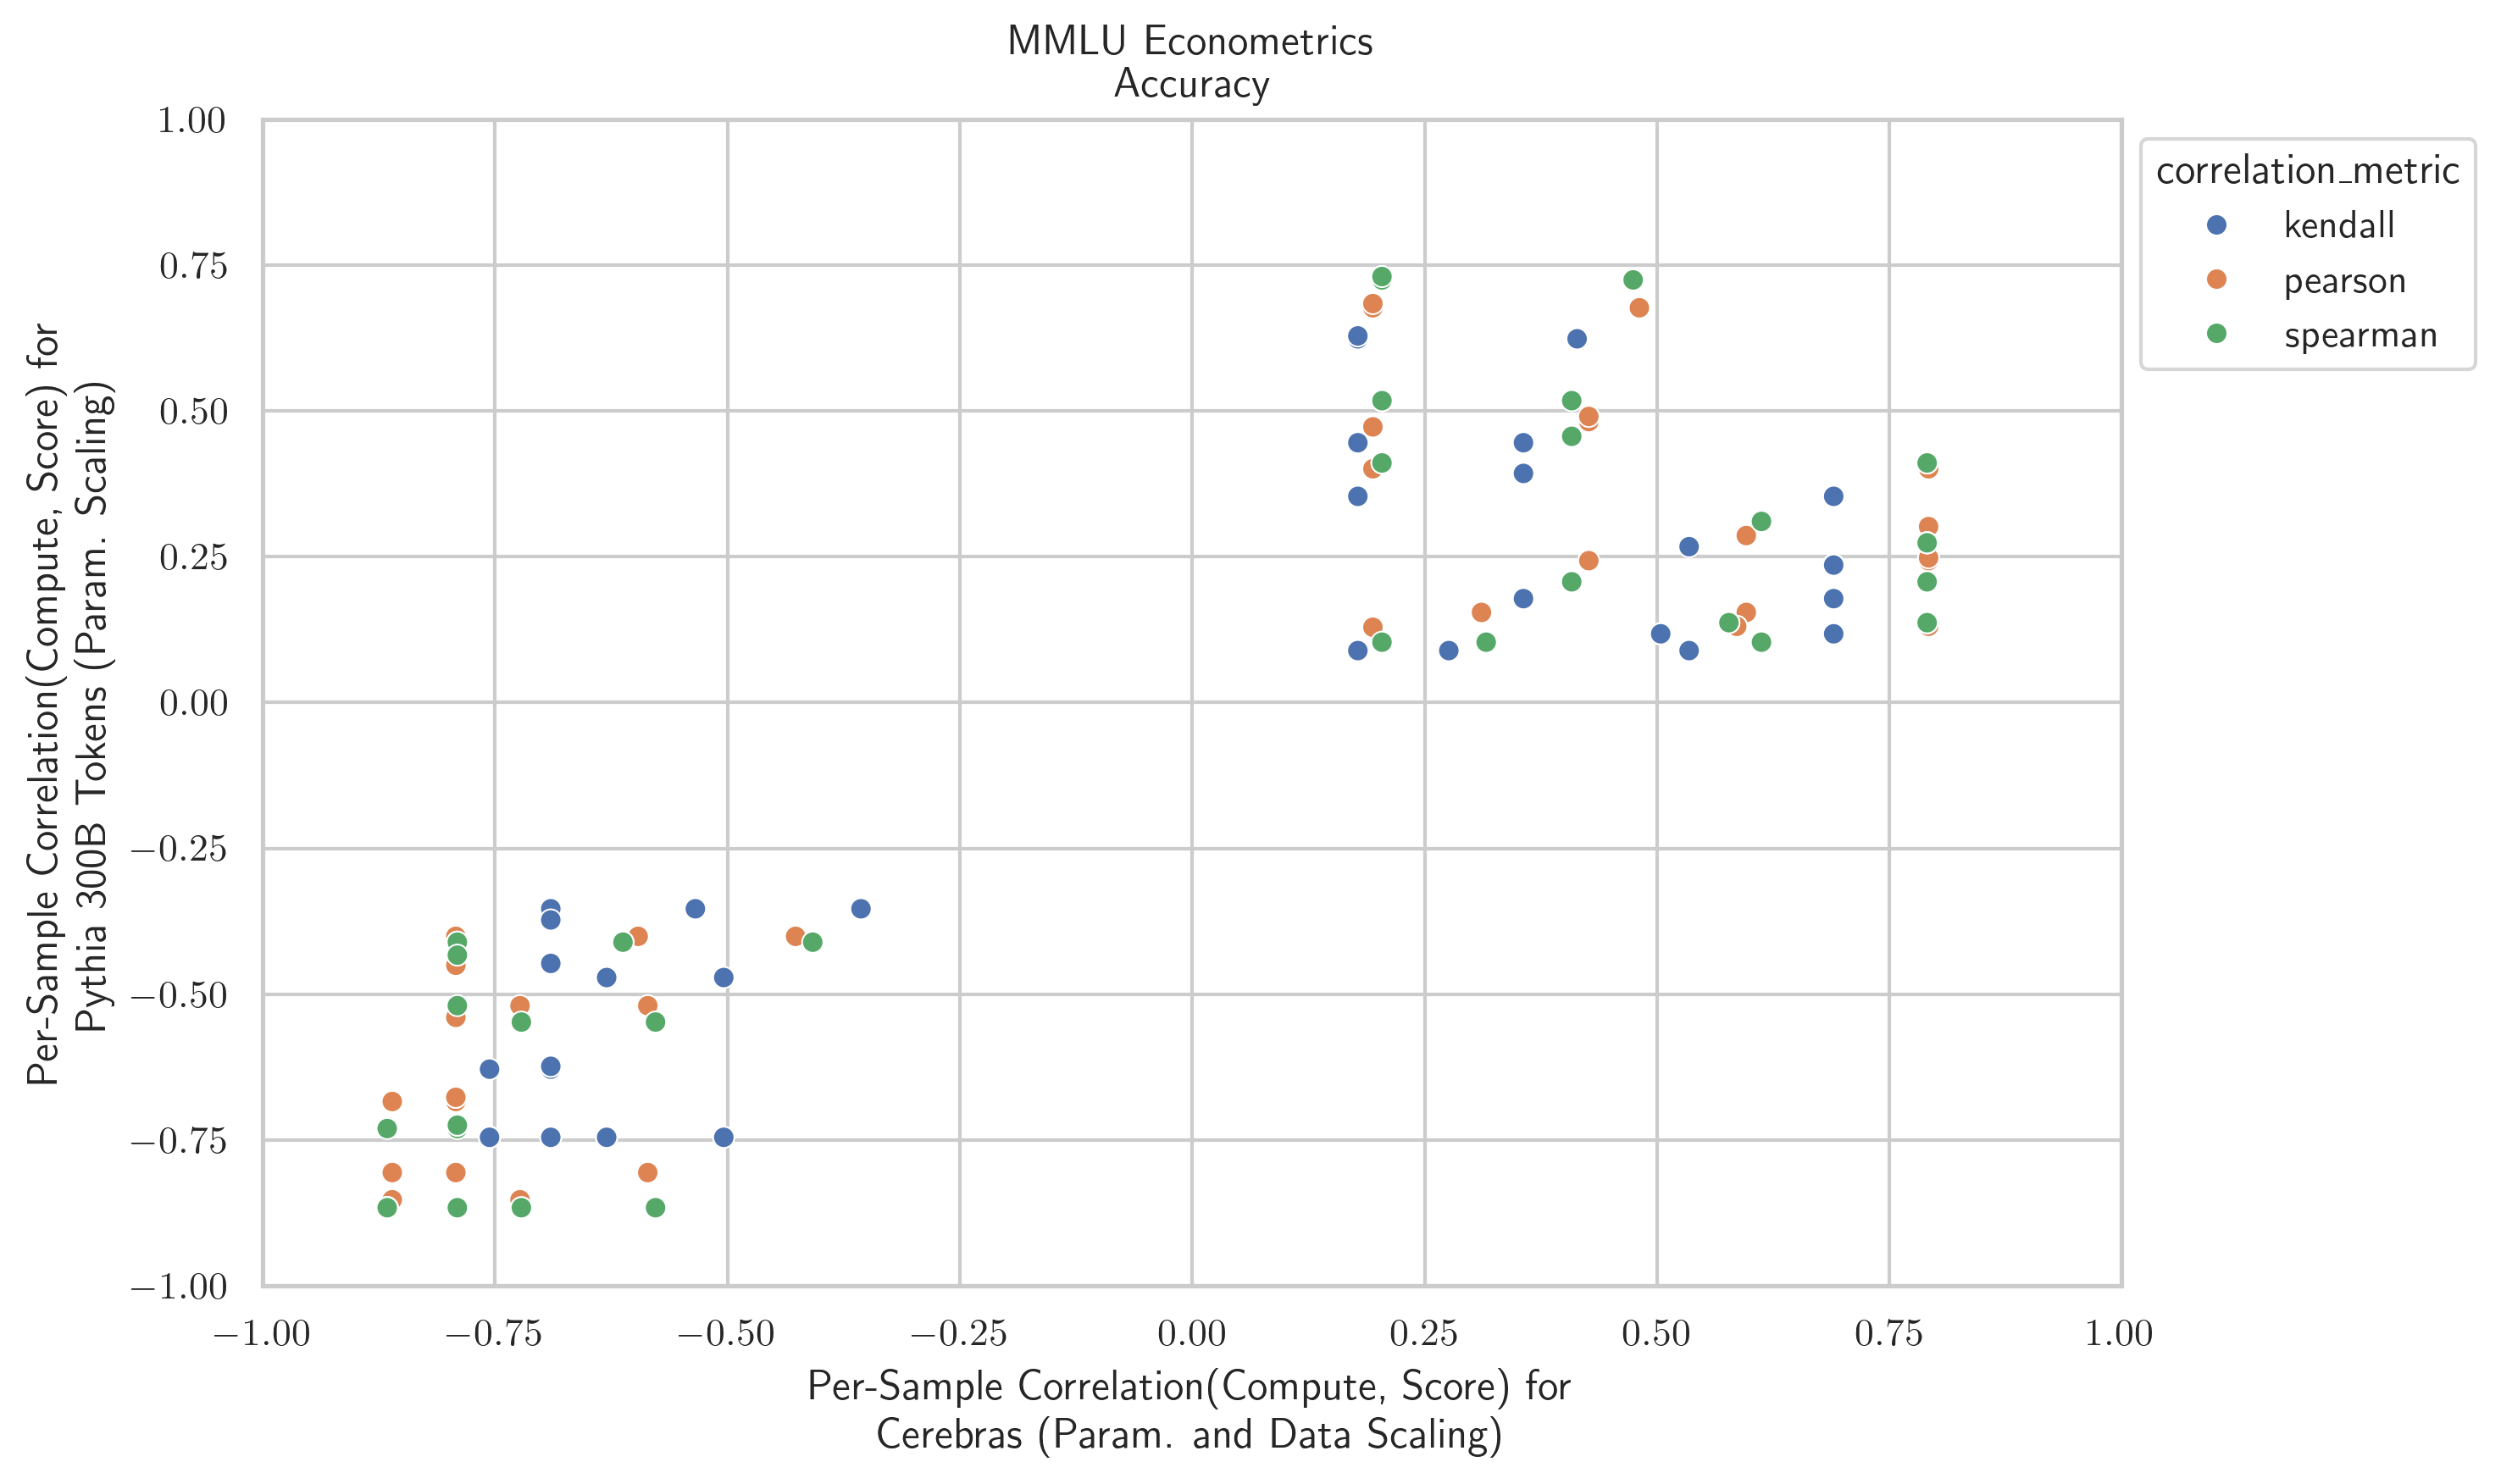 MMLU Econometrics
Accuracy
Per-Sample Correlation(Compute, Score) for
Pythia 300B Tokens (Param. Scaling)
1.00
0.75
0.50
0.25
0.00
−0.25
−0.50
−0.75
−1.00
−1.00 −0.75 −0.50 −0.25 0.00 0.25 0.50 0.75 1.00
Per-Sample Correlation(Compute, Score) for
Cerebras (Param. and Data Scaling)
correlation_metric
kendall
pearson
spearman